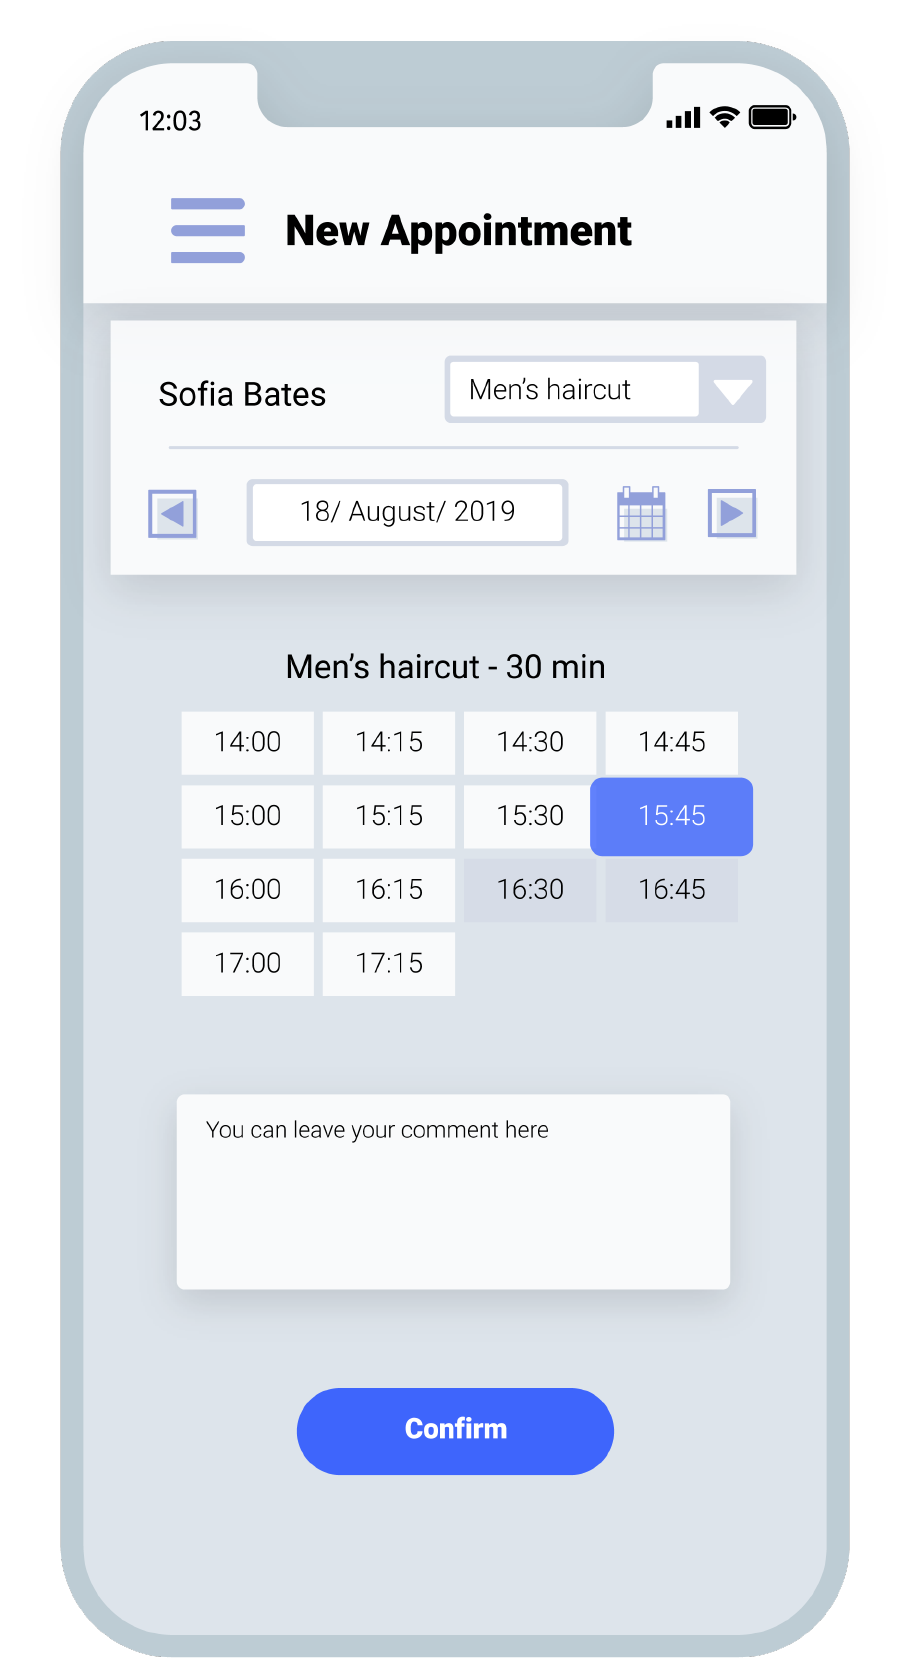 12:03
New Appointment
Sofia Bates
Men's haircut
18/ August/ 2019
Men's haircut - 30 min
14:00 14:15 14:30 14:45
15:00 15:15 15:30 15:45
16:00 16:15 16:30 16:45
17:00 17:15
You can leave your comment here
Confirm